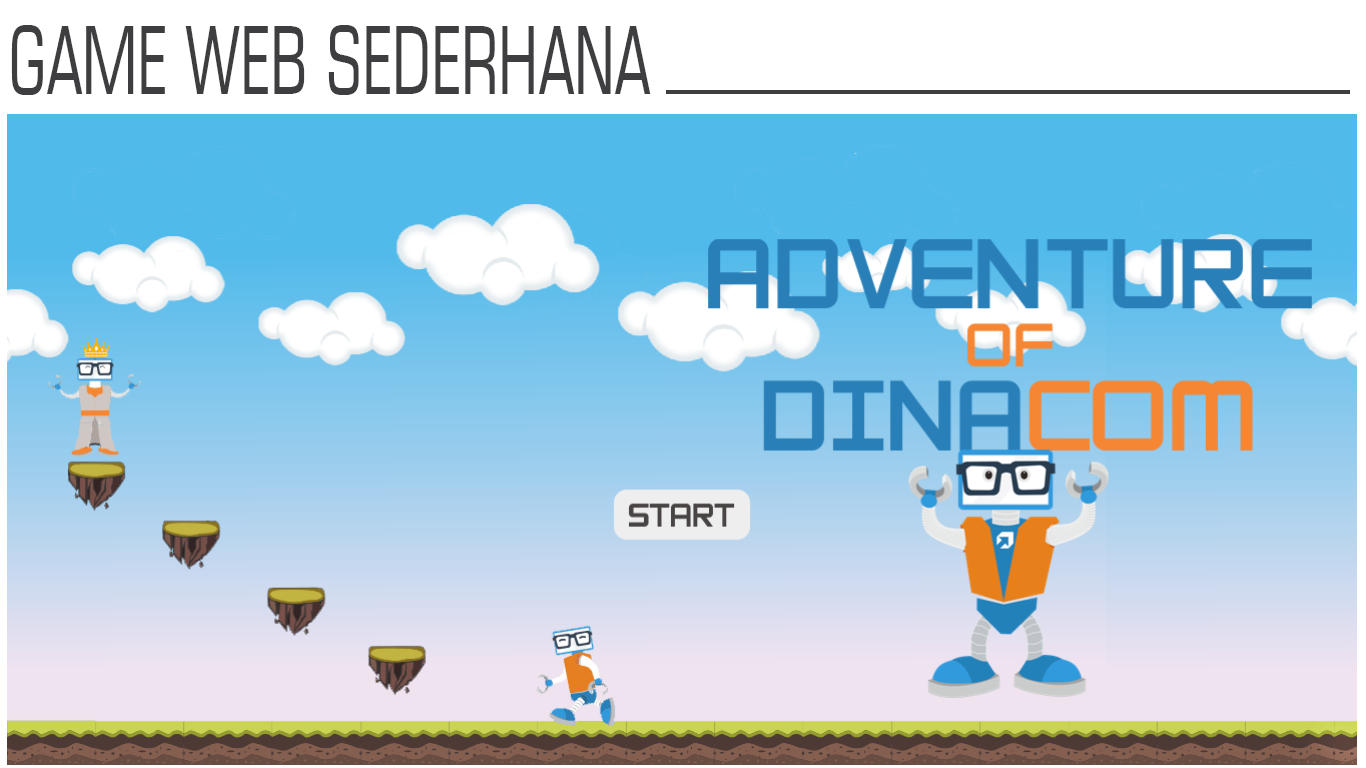 GAME WEB SEDERHANA
ADVENTURE
OF
DINACOM
START